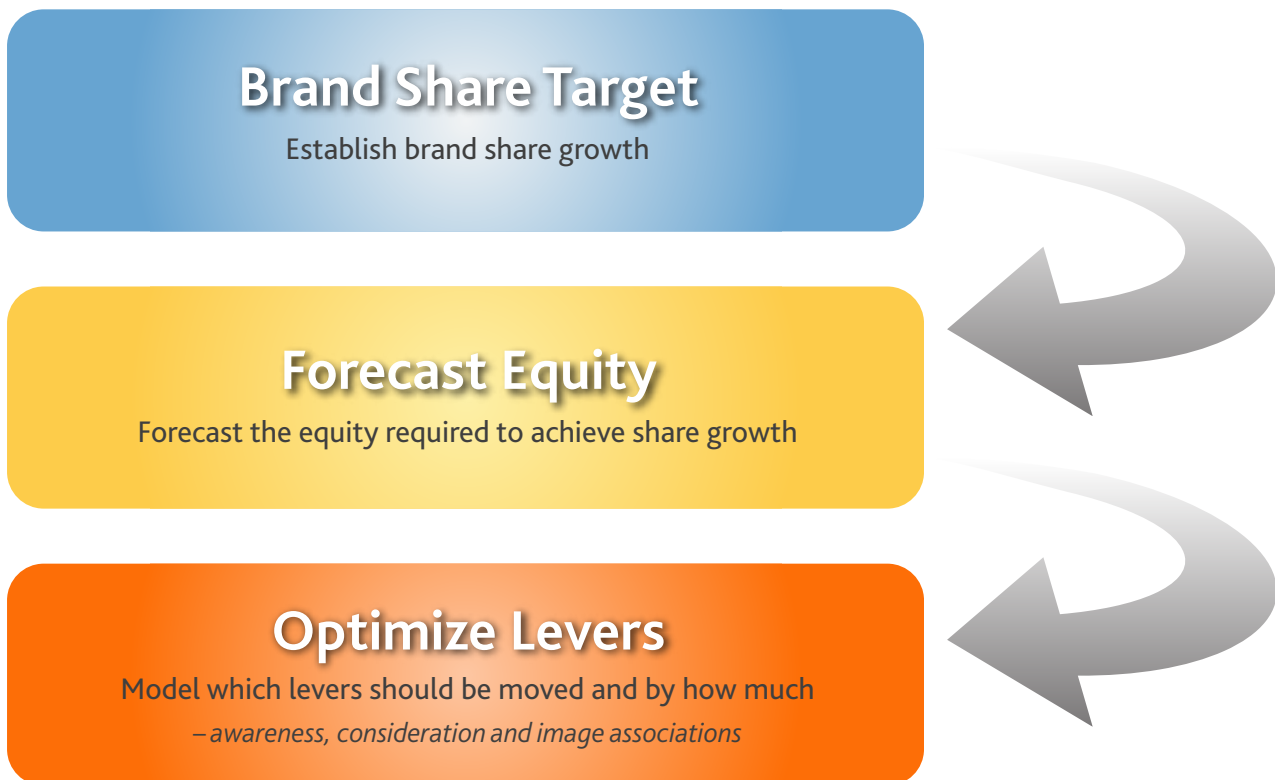 Brand Share Target
Establish brand share growth
Forecast Equity
Forecast the equity required to achieve share growth
Optimize Levers
Model which levers should be moved and by how much
– awareness, consideration and image associations